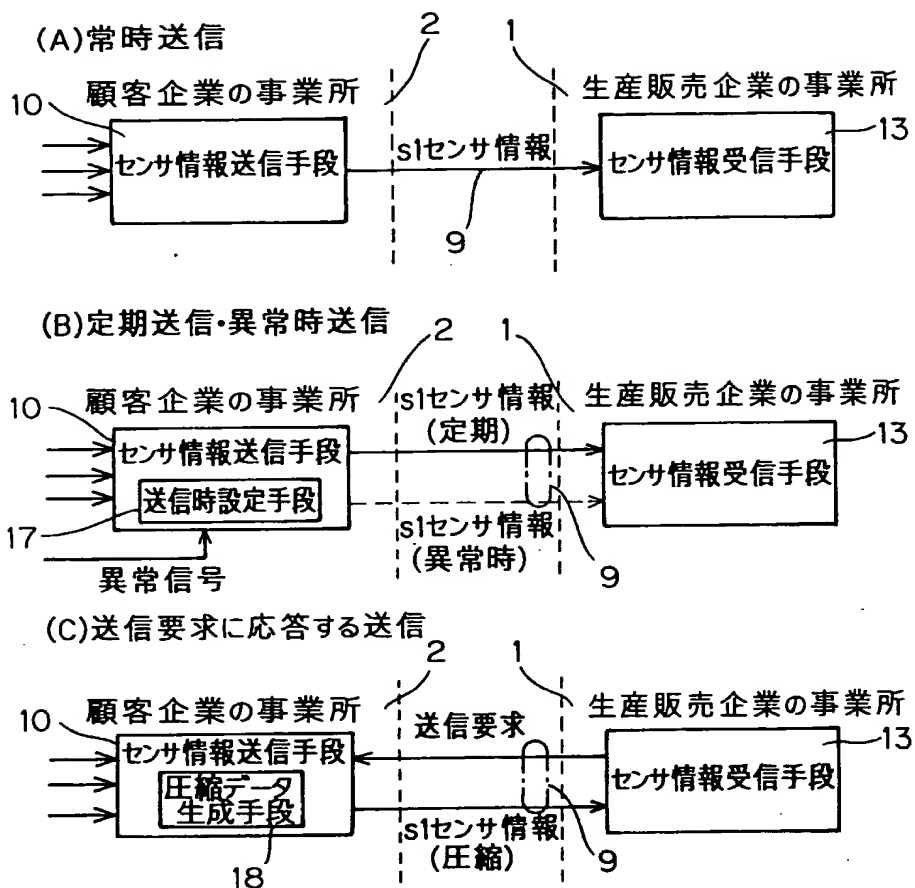 (A)常時送信
2
1
顧客企業の事業所
生産販売企業の事業所
10
13
センサ情報送信手段
s1センサ情報
センサ情報受信手段
9
(B)定期送信・異常時送信
2
1
顧客企業の事業所
s1センサ情報
(定期)
生産販売企業の事業所
10
13
センサ情報送信手段
センサ情報受信手段
送信時設定手段
17
s1センサ情報
(異常時)
9
異常信号
(C)送信要求に応答する送信
2
1
顧客企業の事業所
生産販売企業の事業所
10
送信要求
13
センサ情報送信手段
センサ情報受信手段
圧縮データ
生成手段
s1センサ情報
(圧縮)
9
18